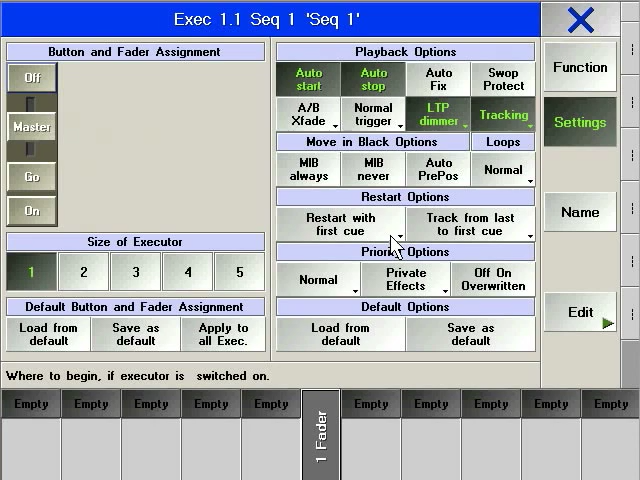 Exec 1.1 Seq 1 'Seq 1'
Button and Fader Assignment
Off
Master
Go
On
Size of Executor
1 2 3 4 5
Default Button and Fader Assignment
Load from default
Save as default
Apply to all Exec.
Playback Options
Auto start
Auto stop
Auto Fix
Swop Protect
A/B Xfade
Normal trigger
LTP dimmer
Tracking
Move in Black Options
Loops
MIB always
MIB never
Auto PrePos
Normal
Restart Options
Restart with first cue
Track from last to first cue
Priority Options
Normal
Private Effects
Off On Overwritten
Default Options
Load from default
Save as default
Function
Settings
Name
Edit
Where to begin, if executor is switched on.
Empty Empty Empty Empty Empty
1 Fader
Empty Empty Empty Empty Empty